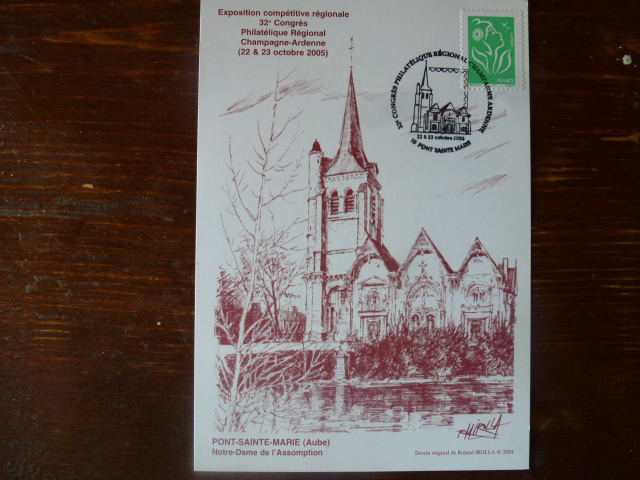 Exposition compétitive régionale
32e Congrès
Philatélique Régional
Champagne-Ardenne
(22 & 23 octobre 2005)
32e CONGRÈS PHILATÉLIQUE RÉGIONAL CHAMPAGNE ARDENNE
22 & 23 octobre 2005
10 PONT SAINTE MARIE
FRANCE
PONT-SAINTE-MARIE (Aube)
Notre-Dame de l'Assomption
Dessin original de Roland IROLLA © 2005